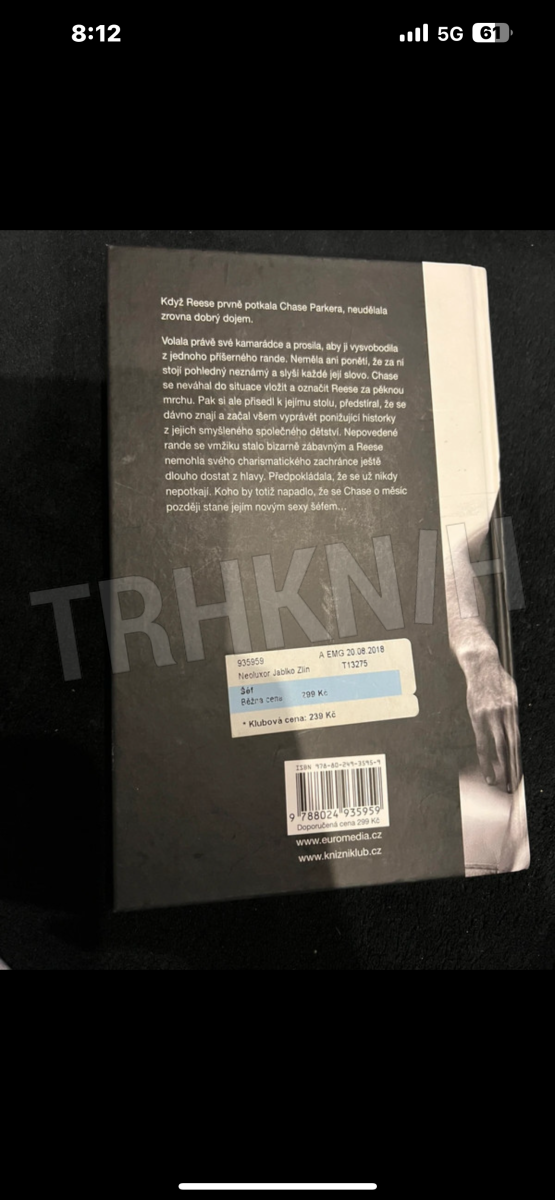 8:12
5G
61
Když Reese prvně potkala Chase Parkera, neudělala
zrovna dobrý dojem.
Volala právě své kamarádce a prosila, aby ji vysvobodila
z jednoho příšerného rande. Neměla ani ponětí, že za ní
stojí pohledný neznámý a slyší každé její slovo. Chase
se neváhal do situace vložit a označit Reese za pěknou
mrchu. Pak si ale přisedl k jejímu stolu, předstíral, že se
dávno znají a začal všem vyprávět ponižující historky
z jejich smyšleného společného dětství. Nepovedené
rande se vmžiku stalo bizarně zábavným a Reese
nemohla svého charismatického zachránce ještě
dlouho dostat z hlavy. Předpokládala, že se už nikdy
nepotkají. Koho by totiž napadlo, že se Chase o měsíc
později stane jejím novým sexy šéfem...
TRHKNIH
935959 A EMG 20.08.2018
Neoluxor Jablko Zlín T13275
Šéf
Běžná cena 299 Kč
* Klubová cena: 239 Kč
ISBN 978-80-249-3595-9
9 788024 935959
Doporučená cena 299 Kč
www.euromedia.cz
www.knizniklub.cz